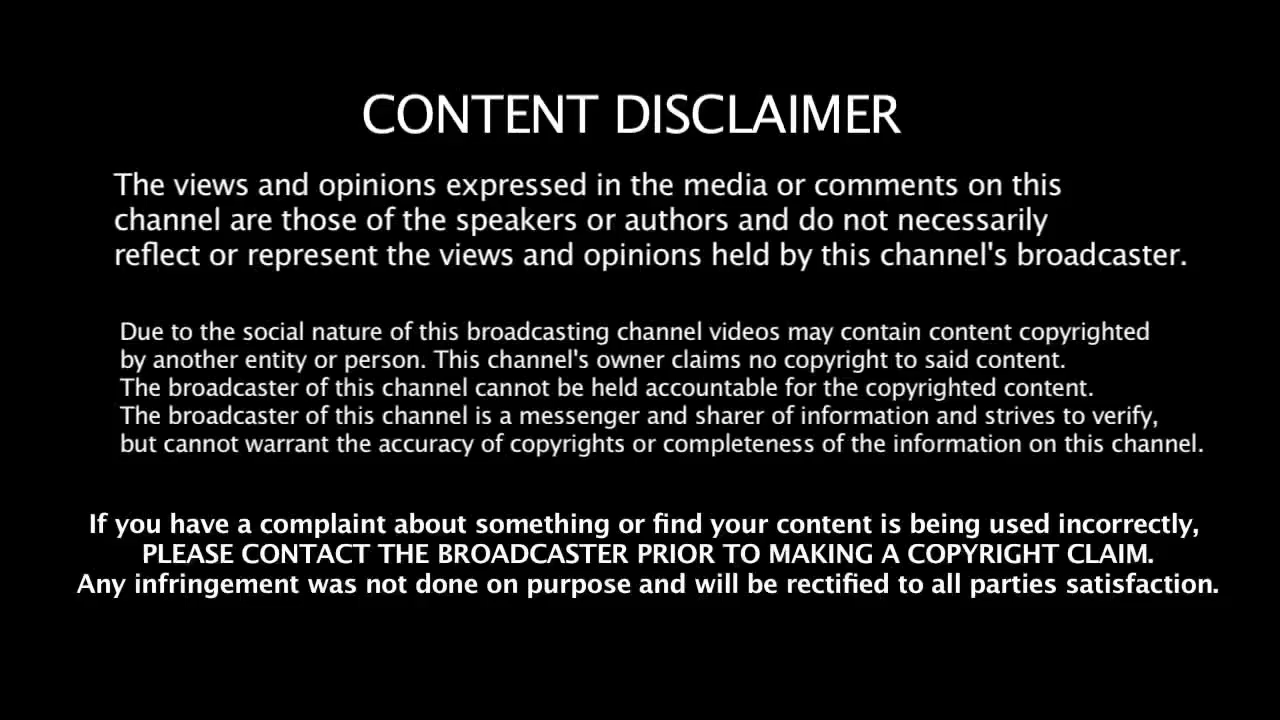 CONTENT DISCLAIMER
The views and opinions expressed in the media or comments on this
channel are those of the speakers or authors and do not necessarily
reflect or represent the views and opinions held by this channel's broadcaster.
Due to the social nature of this broadcasting channel videos may contain content copyrighted
by another entity or person. This channel's owner claims no copyright to said content.
The broadcaster of this channel cannot be held accountable for the copyrighted content.
The broadcaster of this channel is a messenger and sharer of information and strives to verify,
but cannot warrant the accuracy of copyrights or completeness of the information on this channel.
If you have a complaint about something or find your content is being used incorrectly,
PLEASE CONTACT THE BROADCASTER PRIOR TO MAKING A COPYRIGHT CLAIM.
Any infringement was not done on purpose and will be rectified to all parties satisfaction.